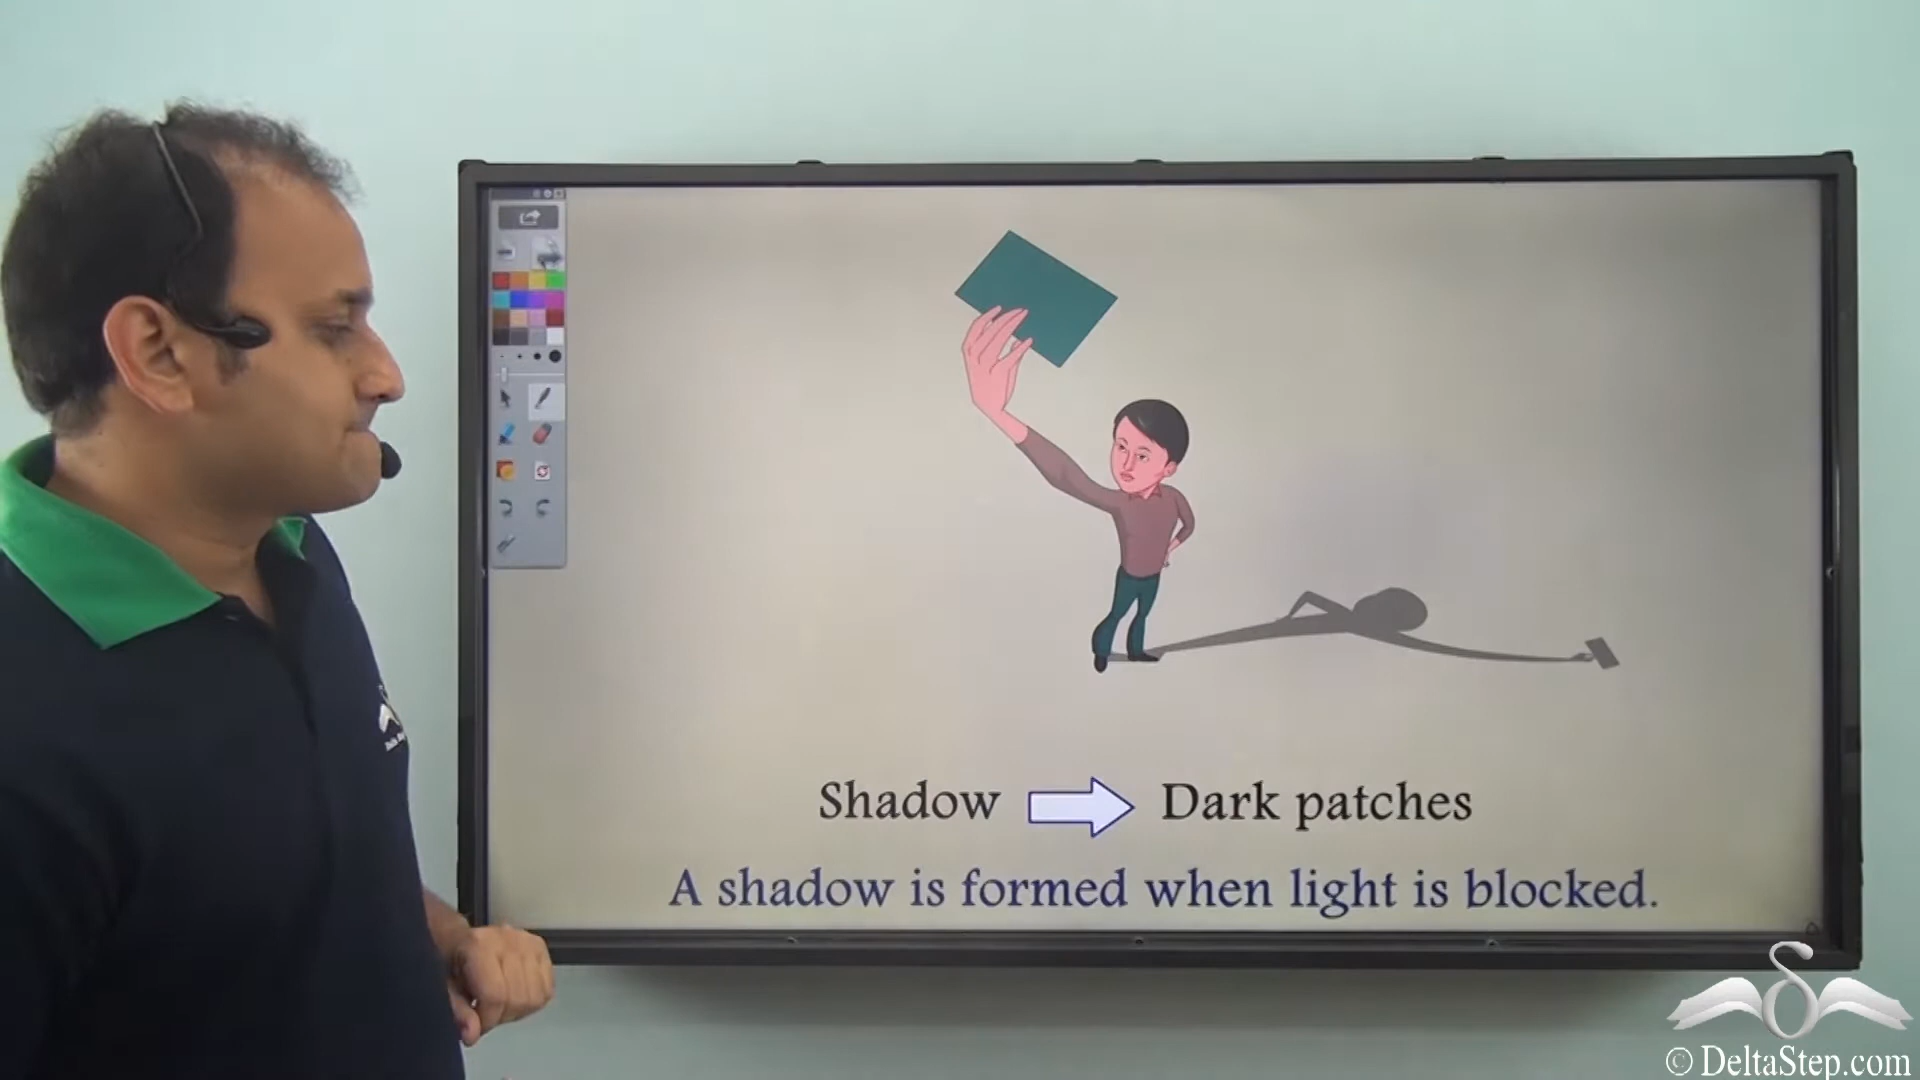 Shadow Dark patches
A shadow is formed when light is blocked.
© DeltaStep.com